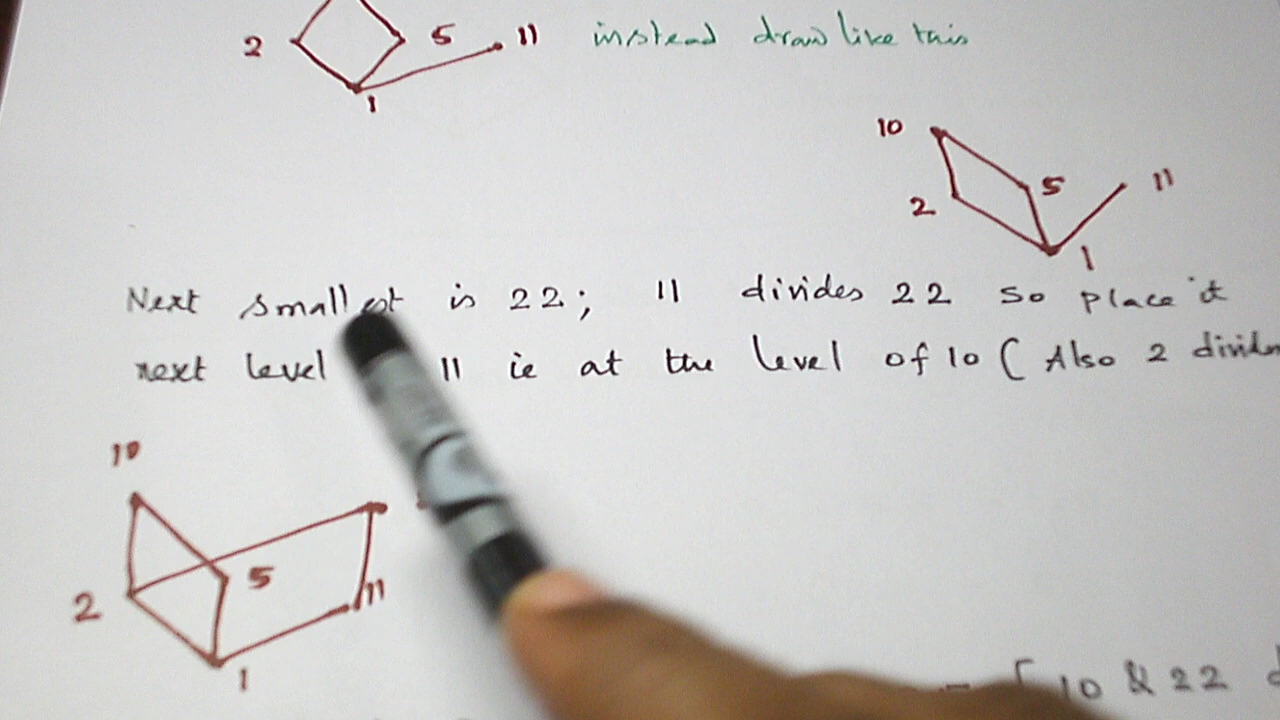 2 5 11 instead draw like this
1
10
5 11
2
1
Next smallest is 22; 11 divides 22 so place it
next level 11 ie at the level of 10 ( Also 2
10
5
2 11
1
10 & 22